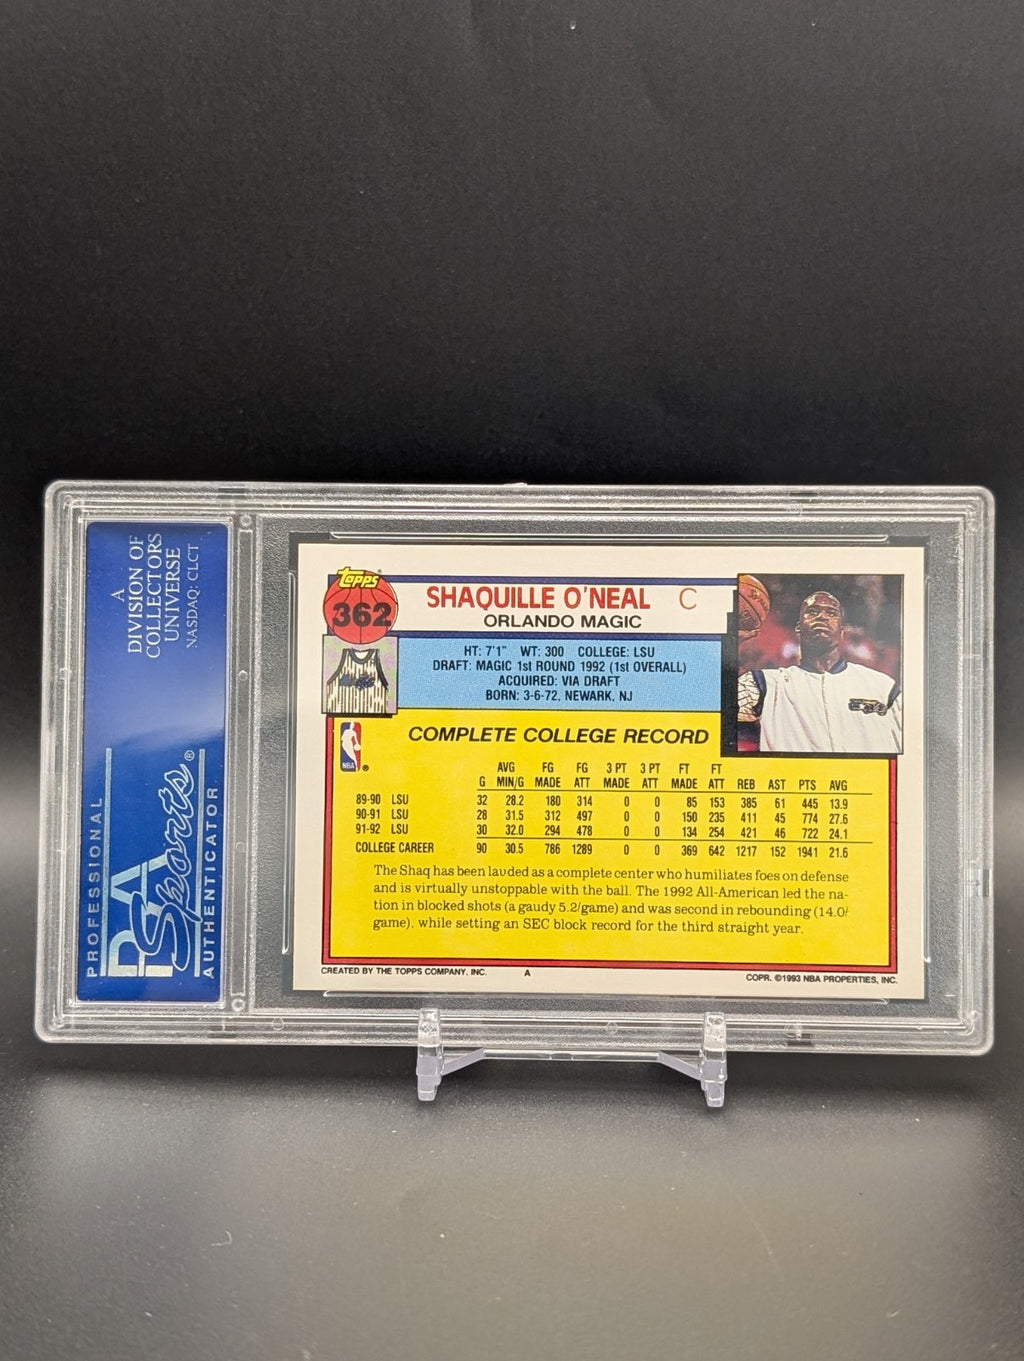 A
DIVISION OF
COLLECTORS
UNIVERSE
NASDAQ: CLCT
PROFESSIONAL
PSA
Sports®
AUTHENTICATOR
Topps®
362
SHAQUILLE O'NEAL C
ORLANDO MAGIC
HT: 7'1" WT: 300 COLLEGE: LSU
DRAFT: MAGIC 1st ROUND 1992 (1st OVERALL)
ACQUIRED: VIA DRAFT
BORN: 3-6-72, NEWARK, NJ
NBA ®
COMPLETE COLLEGE RECORD
AVG FG FG 3 PT 3 PT FT FT
G MIN/G MADE ATT MADE ATT MADE ATT REB AST PTS AVG
89-90 LSU 32 28.2 180 314 0 0 85 153 385 61 445 13.9
90-91 LSU 28 31.5 312 497 0 0 150 235 411 45 774 27.6
91-92 LSU 30 32.0 294 478 0 0 134 254 421 46 722 24.1
COLLEGE CAREER 90 30.5 786 1289 0 0 369 642 1217 152 1941 21.6
The Shaq has been lauded as a complete center who humiliates foes on defense
and is virtually unstoppable with the ball. The 1992 All-American led the na-
tion in blocked shots (a gaudy 5.2/game) and was second in rebounding (14.0/
game), while setting an SEC block record for the third straight year.
CREATED BY THE TOPPS COMPANY, INC. A
COPR. ©1993 NBA PROPERTIES, INC.